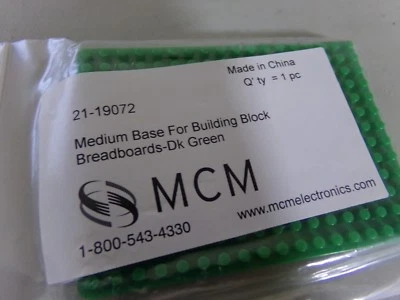 Made in China
Q' ty = 1 pc
21-19072
Medium Base For Building Block
Breadboards-Dk Green
MCM
www.mcmelectronics.com
1-800-543-4330